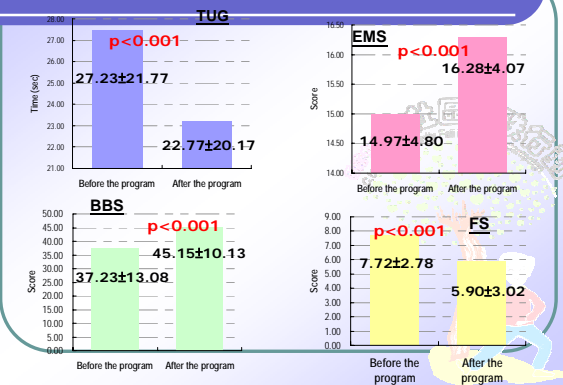 TUG
28.00
27.00
26.00
25.00
24.00
23.00
22.00
21.00
Time (sec)
p<0.001
27.23±21.77
22.77±20.17
Before the program After the program
EMS
16.50
16.00
15.50
15.00
14.50
14.00
Score
p<0.001
16.28±4.07
14.97±4.80
Before the program After the program
BBS
50.00
45.00
40.00
35.00
30.00
25.00
20.00
15.00
10.00
5.00
0.00
Score
p<0.001
45.15±10.13
37.23±13.08
Before the program After the program
FS
9.00
8.00
7.00
6.00
5.00
4.00
3.00
2.00
1.00
0.00
Score
p<0.001
7.72±2.78
5.90±3.02
Before the
program
After the
program